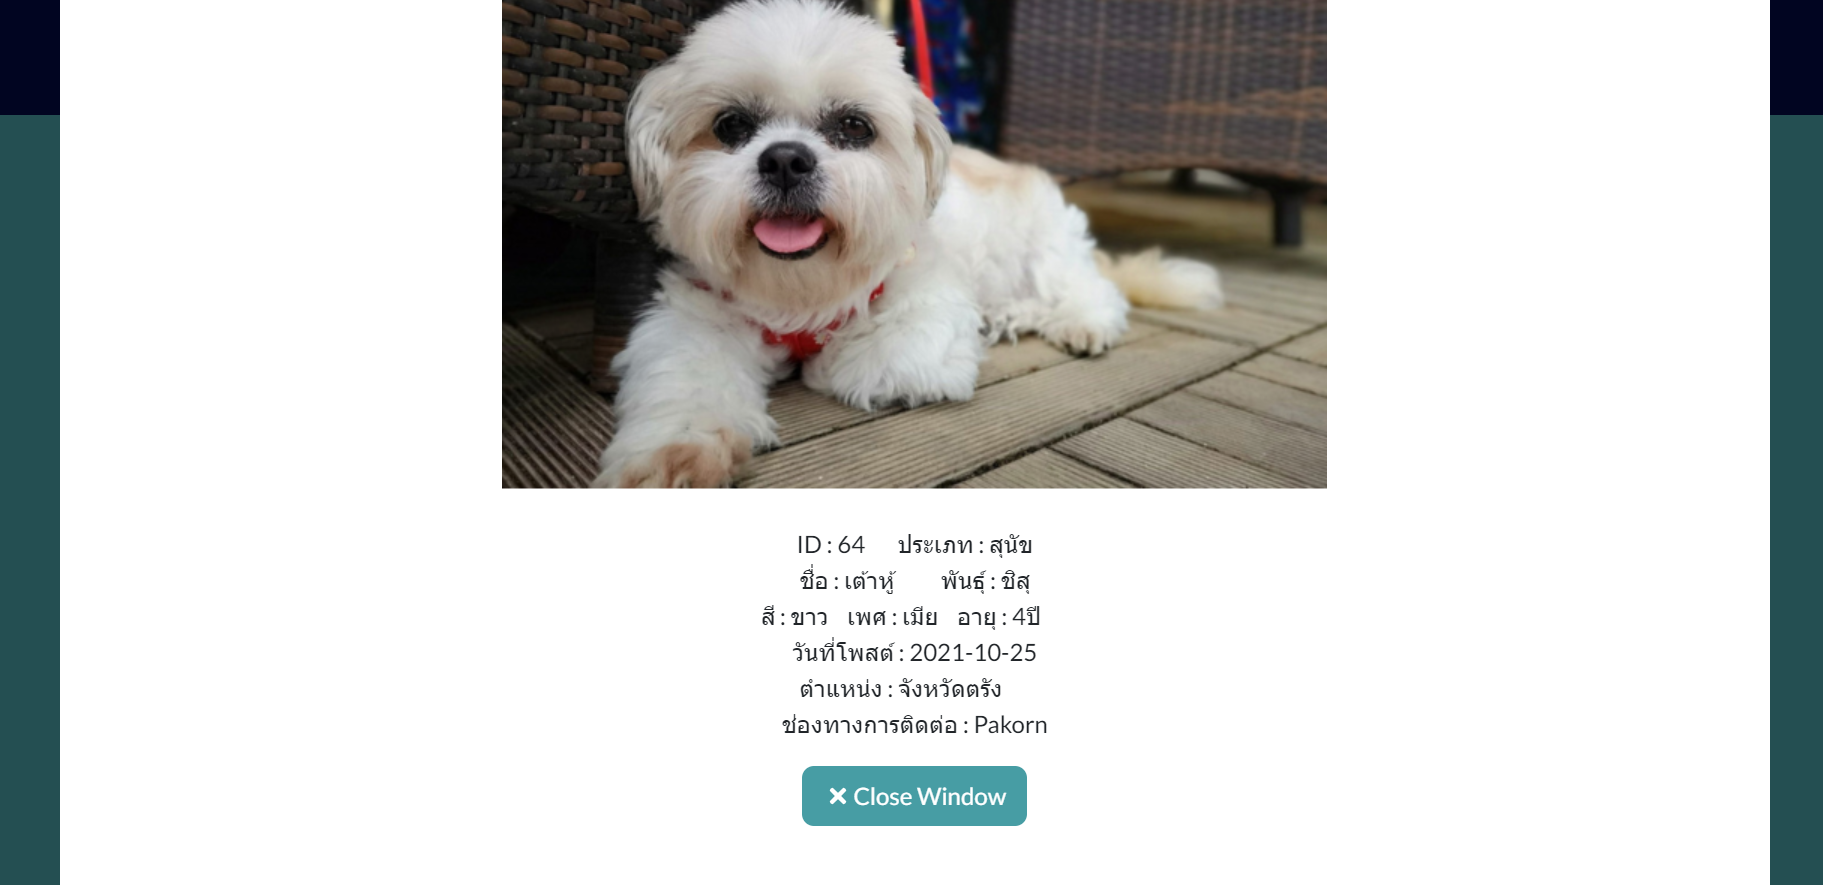 ID : 64 ประเภท : สุนัข
ชื่อ : เต้าหู้ พันธุ์ : ชิสุ
สี : ขาว เพศ : เมีย อายุ : 4ปี
วันที่โพสต์ : 2021-10-25
ตำแหน่ง : จังหวัดตรัง
ช่องทางการติดต่อ : Pakorn
Close Window